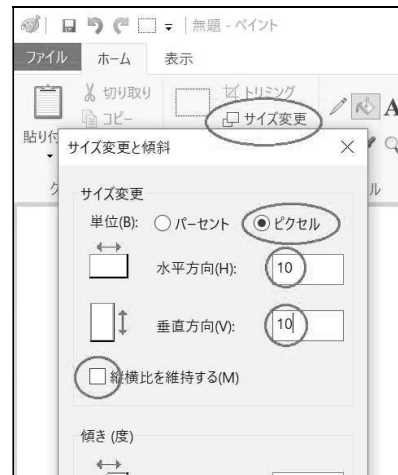 無題 - ペイント
ファイル ホーム 表示
切り取り トリミング
コピー サイズ変更 A
貼り付
サイズ変更と傾斜
サイズ変更
単位(B): パーセント ピクセル
水平方向(H): 10
垂直方向(V): 10
縦横比を維持する(M)
傾き (度)